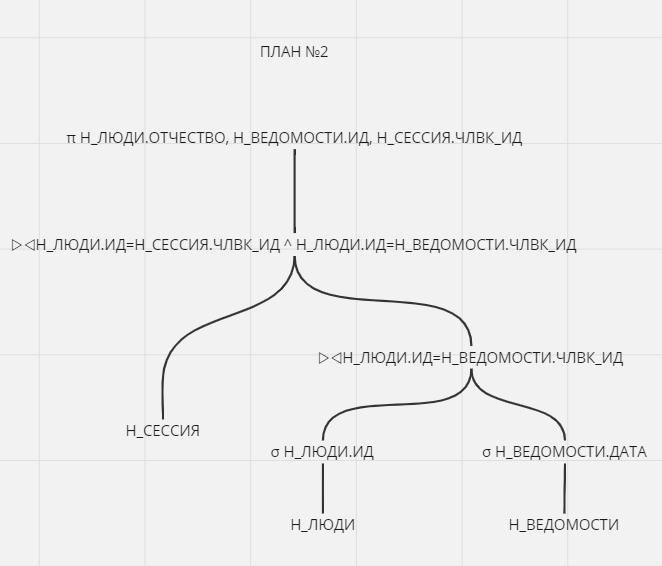 ПЛАН №2
π Н_ЛЮДИ.ОТЧЕСТВО, Н_ВЕДОМОСТИ.ИД, Н_СЕССИЯ.ЧЛВК_ИД
▷◁Н_ЛЮДИ.ИД=Н_СЕССИЯ.ЧЛВК_ИД ^ Н_ЛЮДИ.ИД=Н_ВЕДОМОСТИ.ЧЛВК_ИД
▷◁Н_ЛЮДИ.ИД=Н_ВЕДОМОСТИ.ЧЛВК_ИД
Н_СЕССИЯ
σ Н_ЛЮДИ.ИД
σ Н_ВЕДОМОСТИ.ДАТА
Н_ЛЮДИ
Н_ВЕДОМОСТИ